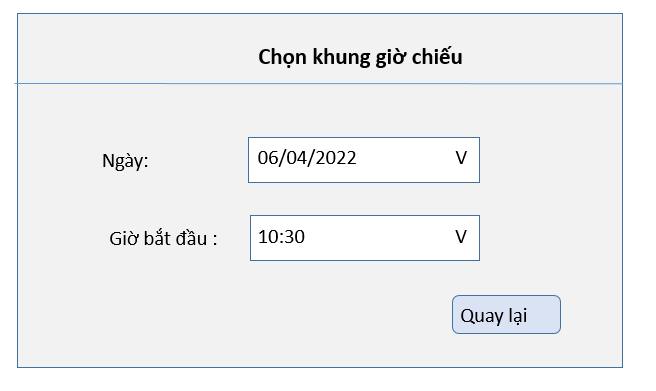 Chọn khung giờ chiếu
Ngày: 06/04/2022 V
Giờ bắt đầu : 10:30 V
Quay lại